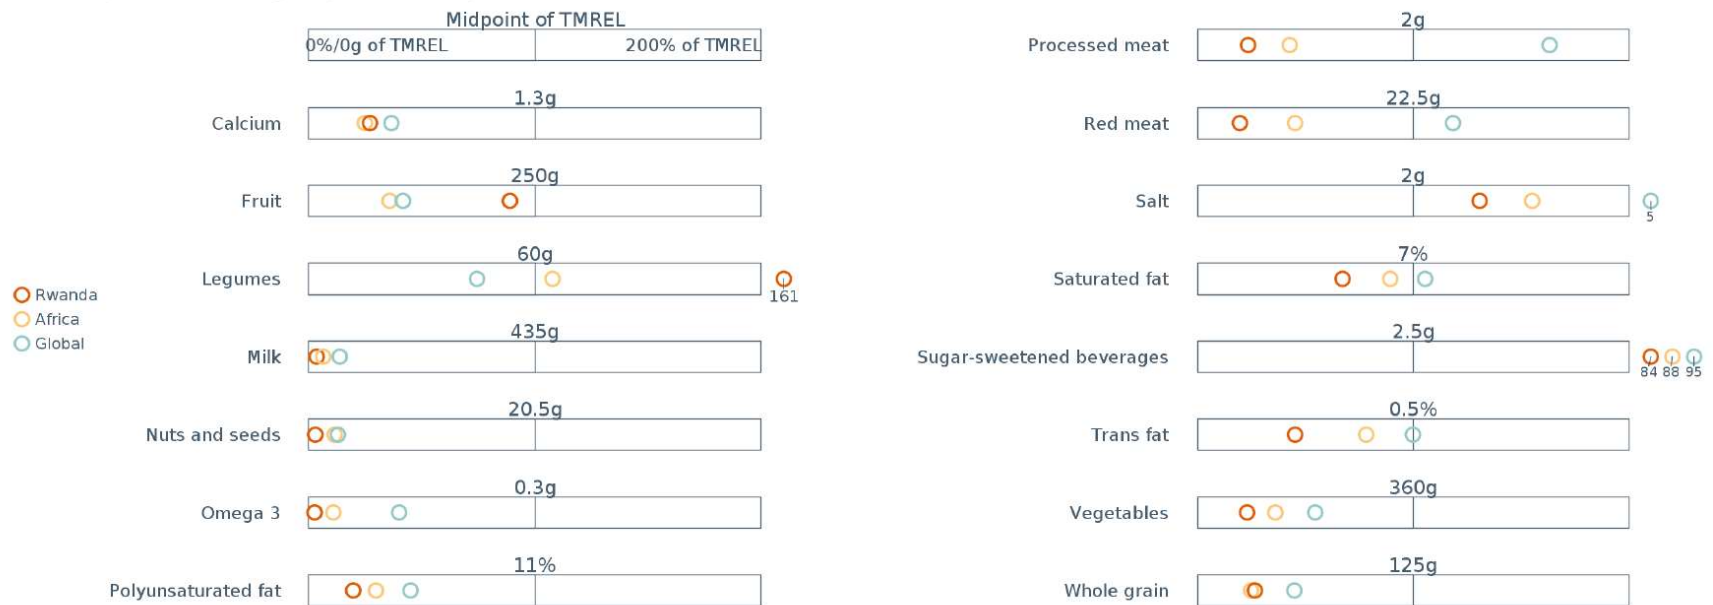 Midpoint of TMREL
0%/0g of TMREL 200% of TMREL
1.3g
Calcium
250g
Fruit
60g
Legumes
161
435g
Milk
20.5g
Nuts and seeds
0.3g
Omega 3
11%
Polyunsaturated fat
Rwanda
Africa
Global
2g
Processed meat
22.5g
Red meat
2g
Salt
5
7%
Saturated fat
2.5g
Sugar-sweetened beverages
84 88 95
0.5%
Trans fat
360g
Vegetables
125g
Whole grain